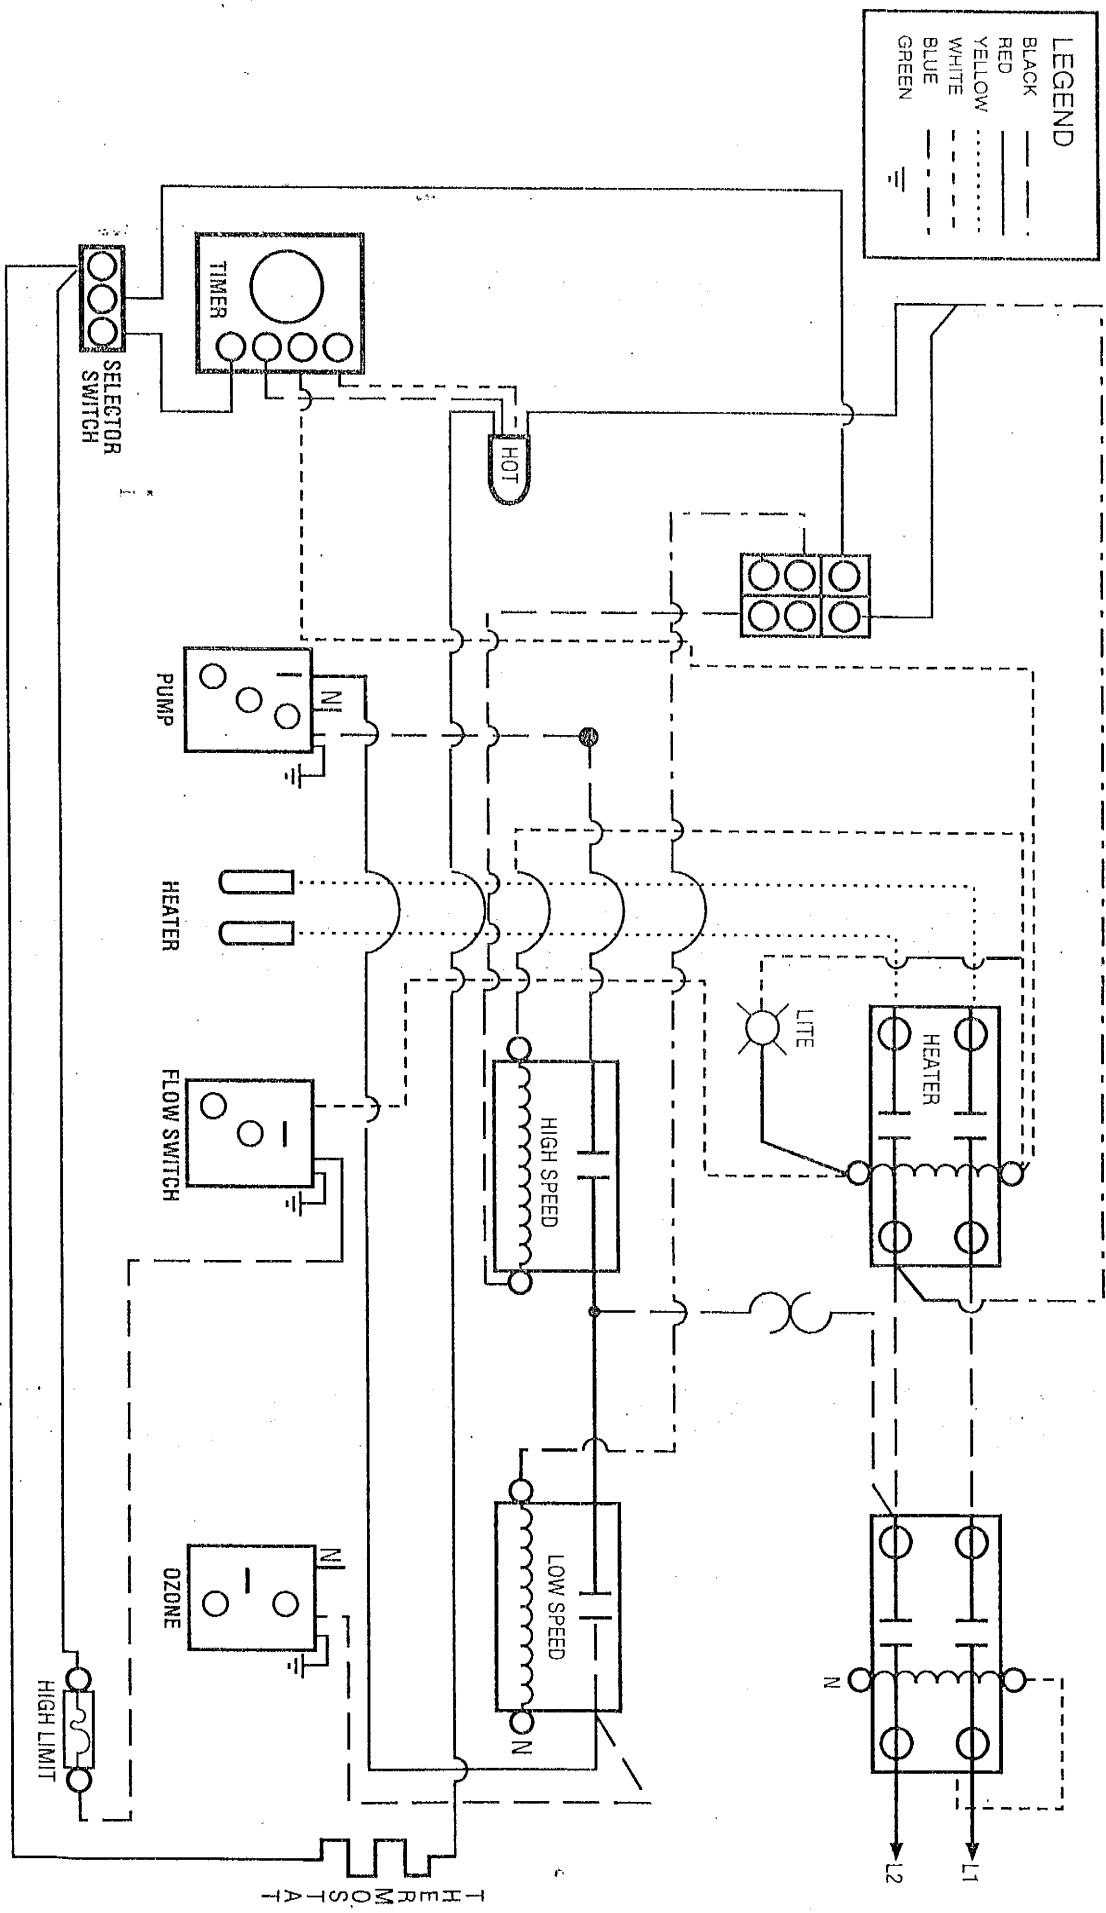 LEGEND
BLACK
RED
YELLOW
WHITE
BLUE
GREEN
TIMER
SELECTOR
SWITCH
HOT
PUMP
N
HEATER
LITE
HEATER
FLOW SWITCH
HIGH SPEED
LOW SPEED
N
OZONE
N
HIGH LIMIT
N
L1
L2
THERMOSTAT